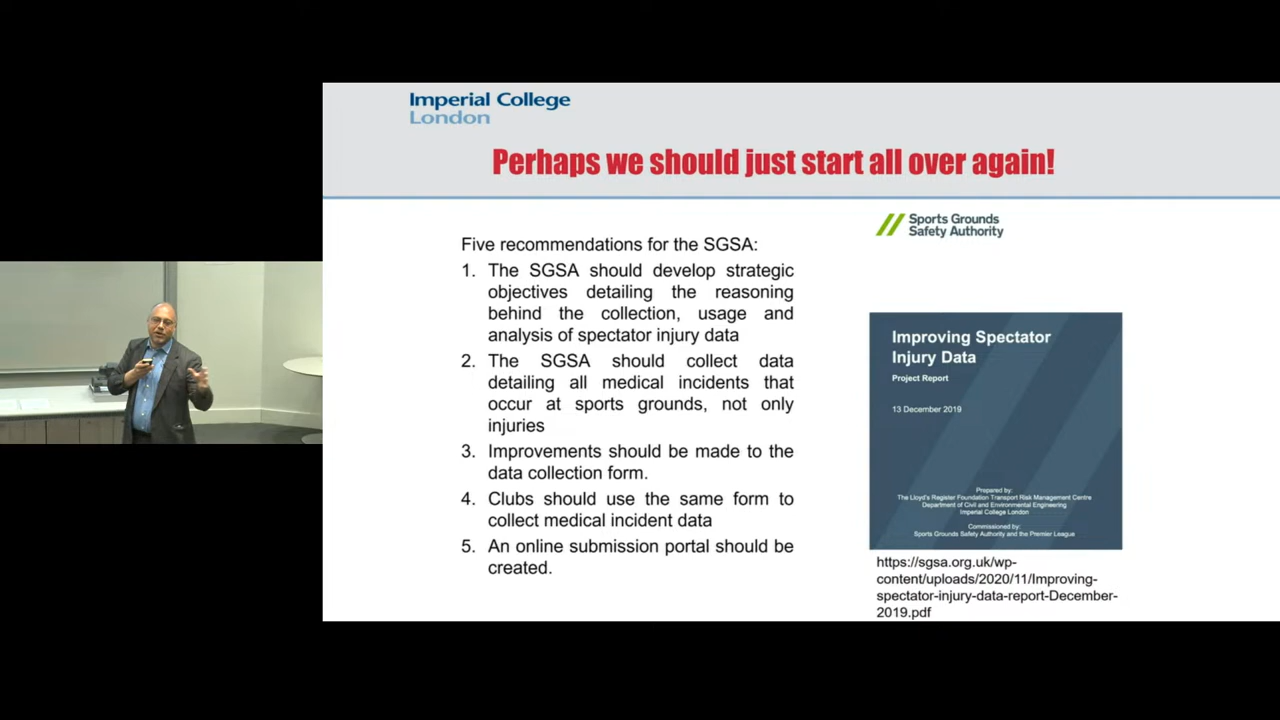 Imperial College
London
Perhaps we should just start all over again!
Five recommendations for the SGSA:
1. The SGSA should develop strategic
objectives detailing the reasoning
behind the collection, usage and
analysis of spectator injury data
2. The SGSA should collect data
detailing all medical incidents that
occur at sports grounds, not only
injuries
3. Improvements should be made to the
data collection form.
4. Clubs should use the same form to
collect medical incident data
5. An online submission portal should be
created.
Sports Grounds
Safety Authority
Improving Spectator
Injury Data
Project Report
13 December 2019
Prepared by:
The Lloyd's Register Foundation Transport Risk Management Centre
Department of Civil and Environmental Engineering
Imperial College London
Commissioned by:
Sports Grounds Safety Authority and the Premier League
https://sgsa.org.uk/wp-
content/uploads/2020/11/Improving-
spectator-injury-data-report-December-
2019.pdf